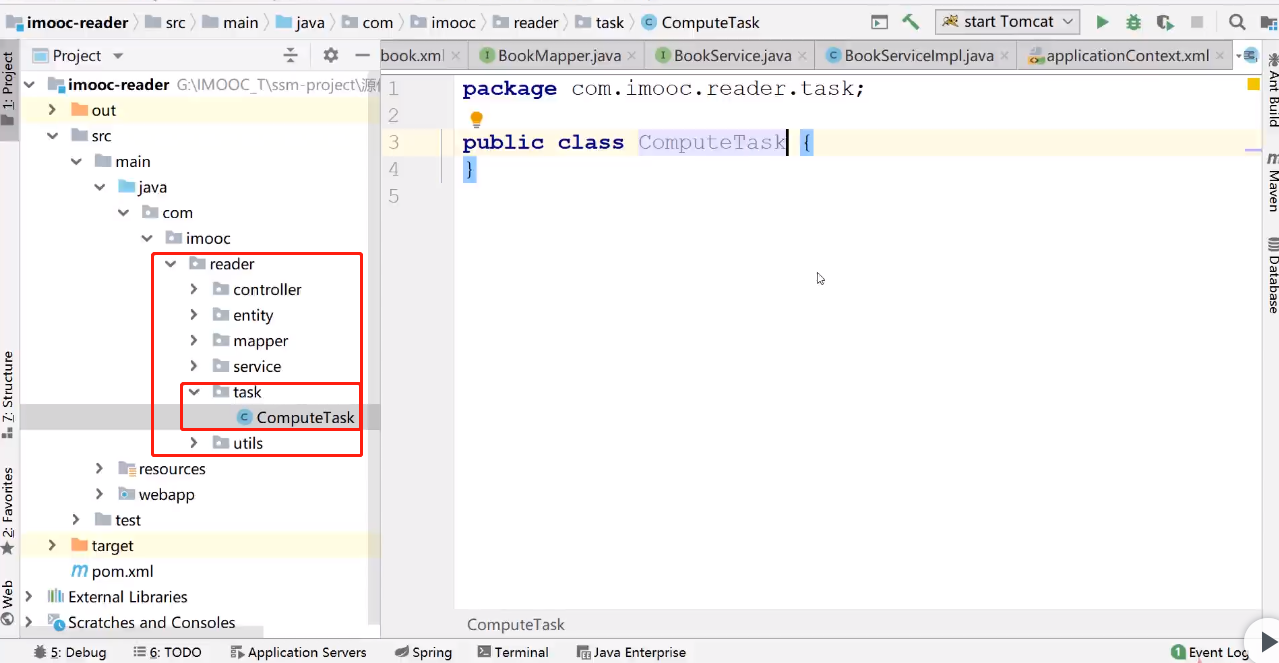 imooc-reader src main java com imooc reader task ComputeTask start Tomcat
Project
book.xml BookMapper.java BookService.java BookServiceImpl.java applicationContext.xml
imooc-reader G:\IMOOC_T\ssm-project\源
out
src
main
java
com
imooc
reader
controller
entity
mapper
service
task
ComputeTask
utils
resources
webapp
test
target
pom.xml
External Libraries
Scratches and Consoles
1: Project
7: Structure
2: Favorites
Web
1 package com.imooc.reader.task;
2
3 public class ComputeTask {
4 }
5
ComputeTask
Ant Build
Maven
Database
5: Debug 6: TODO Application Servers Spring Terminal Java Enterprise 1 Event Log